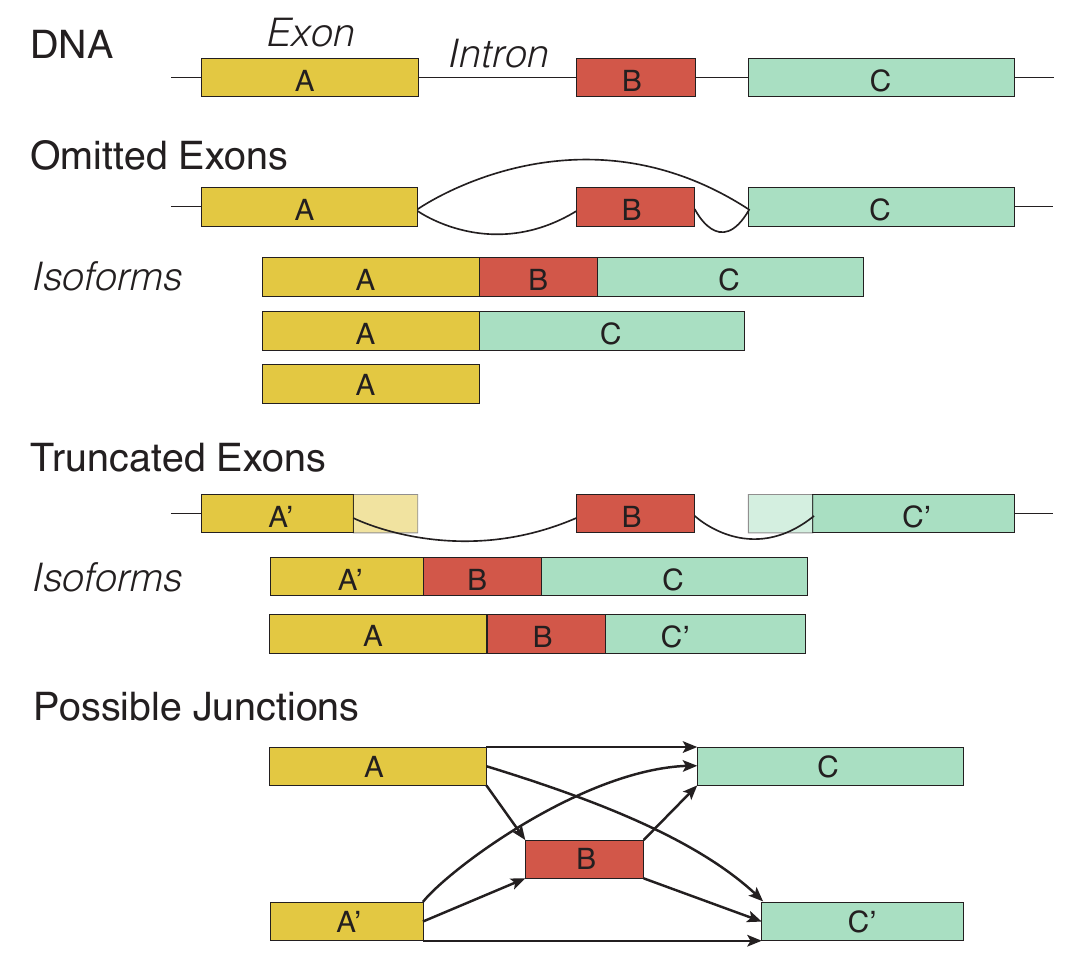 DNA
Exon
Intron
A
B
C
Omitted Exons
A
B
C
Isoforms
A
B
C
A
C
A
Truncated Exons
A’
B
C’
Isoforms
A’
B
C
A
B
C’
Possible Junctions
A
C
B
A’
C’